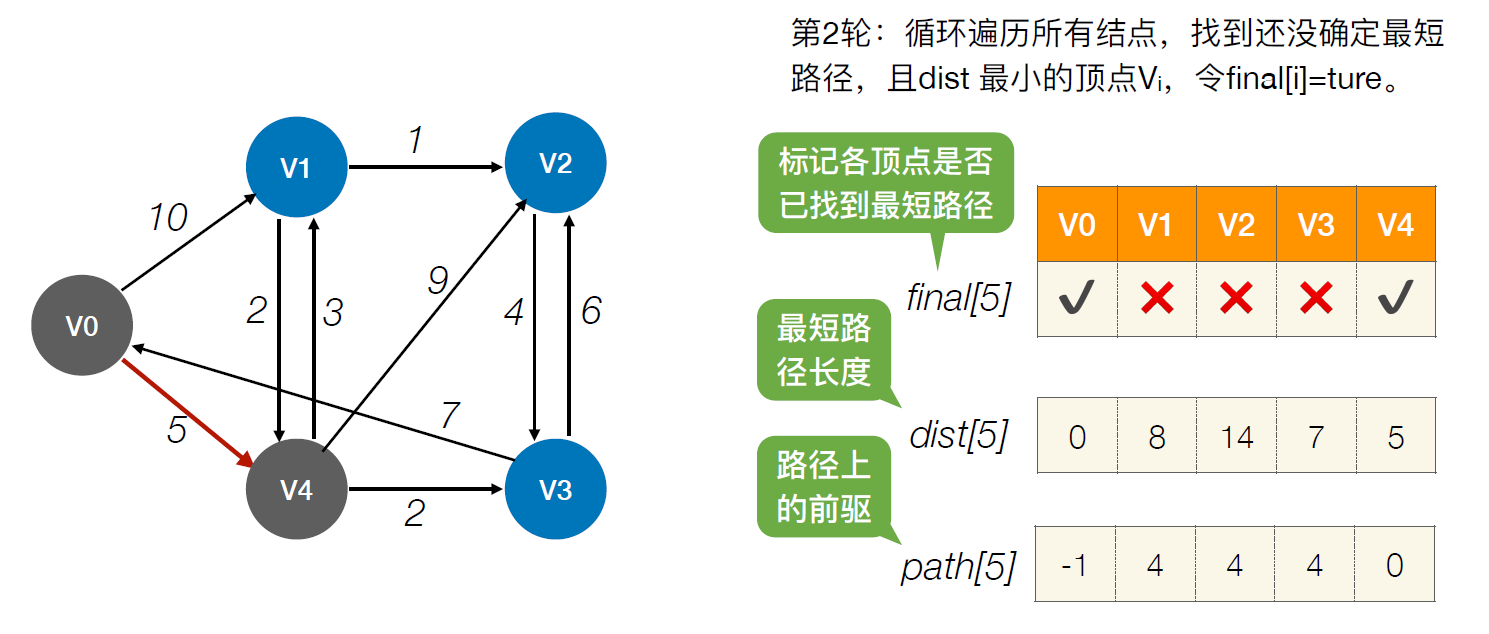 第2轮：循环遍历所有结点，找到还没确定最短
路径，且dist 最小的顶点Vi，令final[i]=ture。
标记各顶点是否
已找到最短路径
V0 V1 V2 V3 V4
final[5] ✔ ✖ ✖ ✖ ✔
最短路
径长度
dist[5] 0 8 14 7 5
路径上
的前驱
path[5] -1 4 4 4 0
V1
1
V2
10
2
3
9
4
6
V0
7
5
V4
2
V3